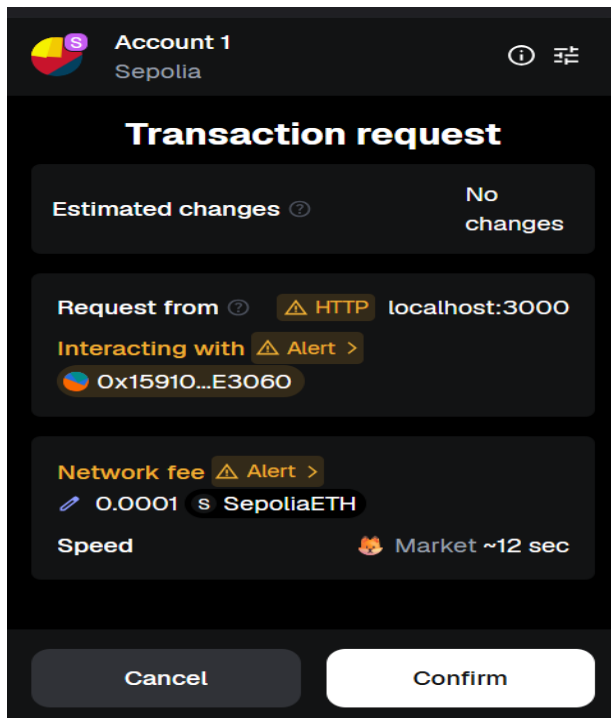 S
Account 1
Sepolia
Transaction request
Estimated changes
No
changes
Request from HTTP localhost:3000
Interacting with Alert >
0x15910...E3060
Network fee Alert >
0.0001 S SepoliaETH
Speed Market ~12 sec
Cancel Confirm